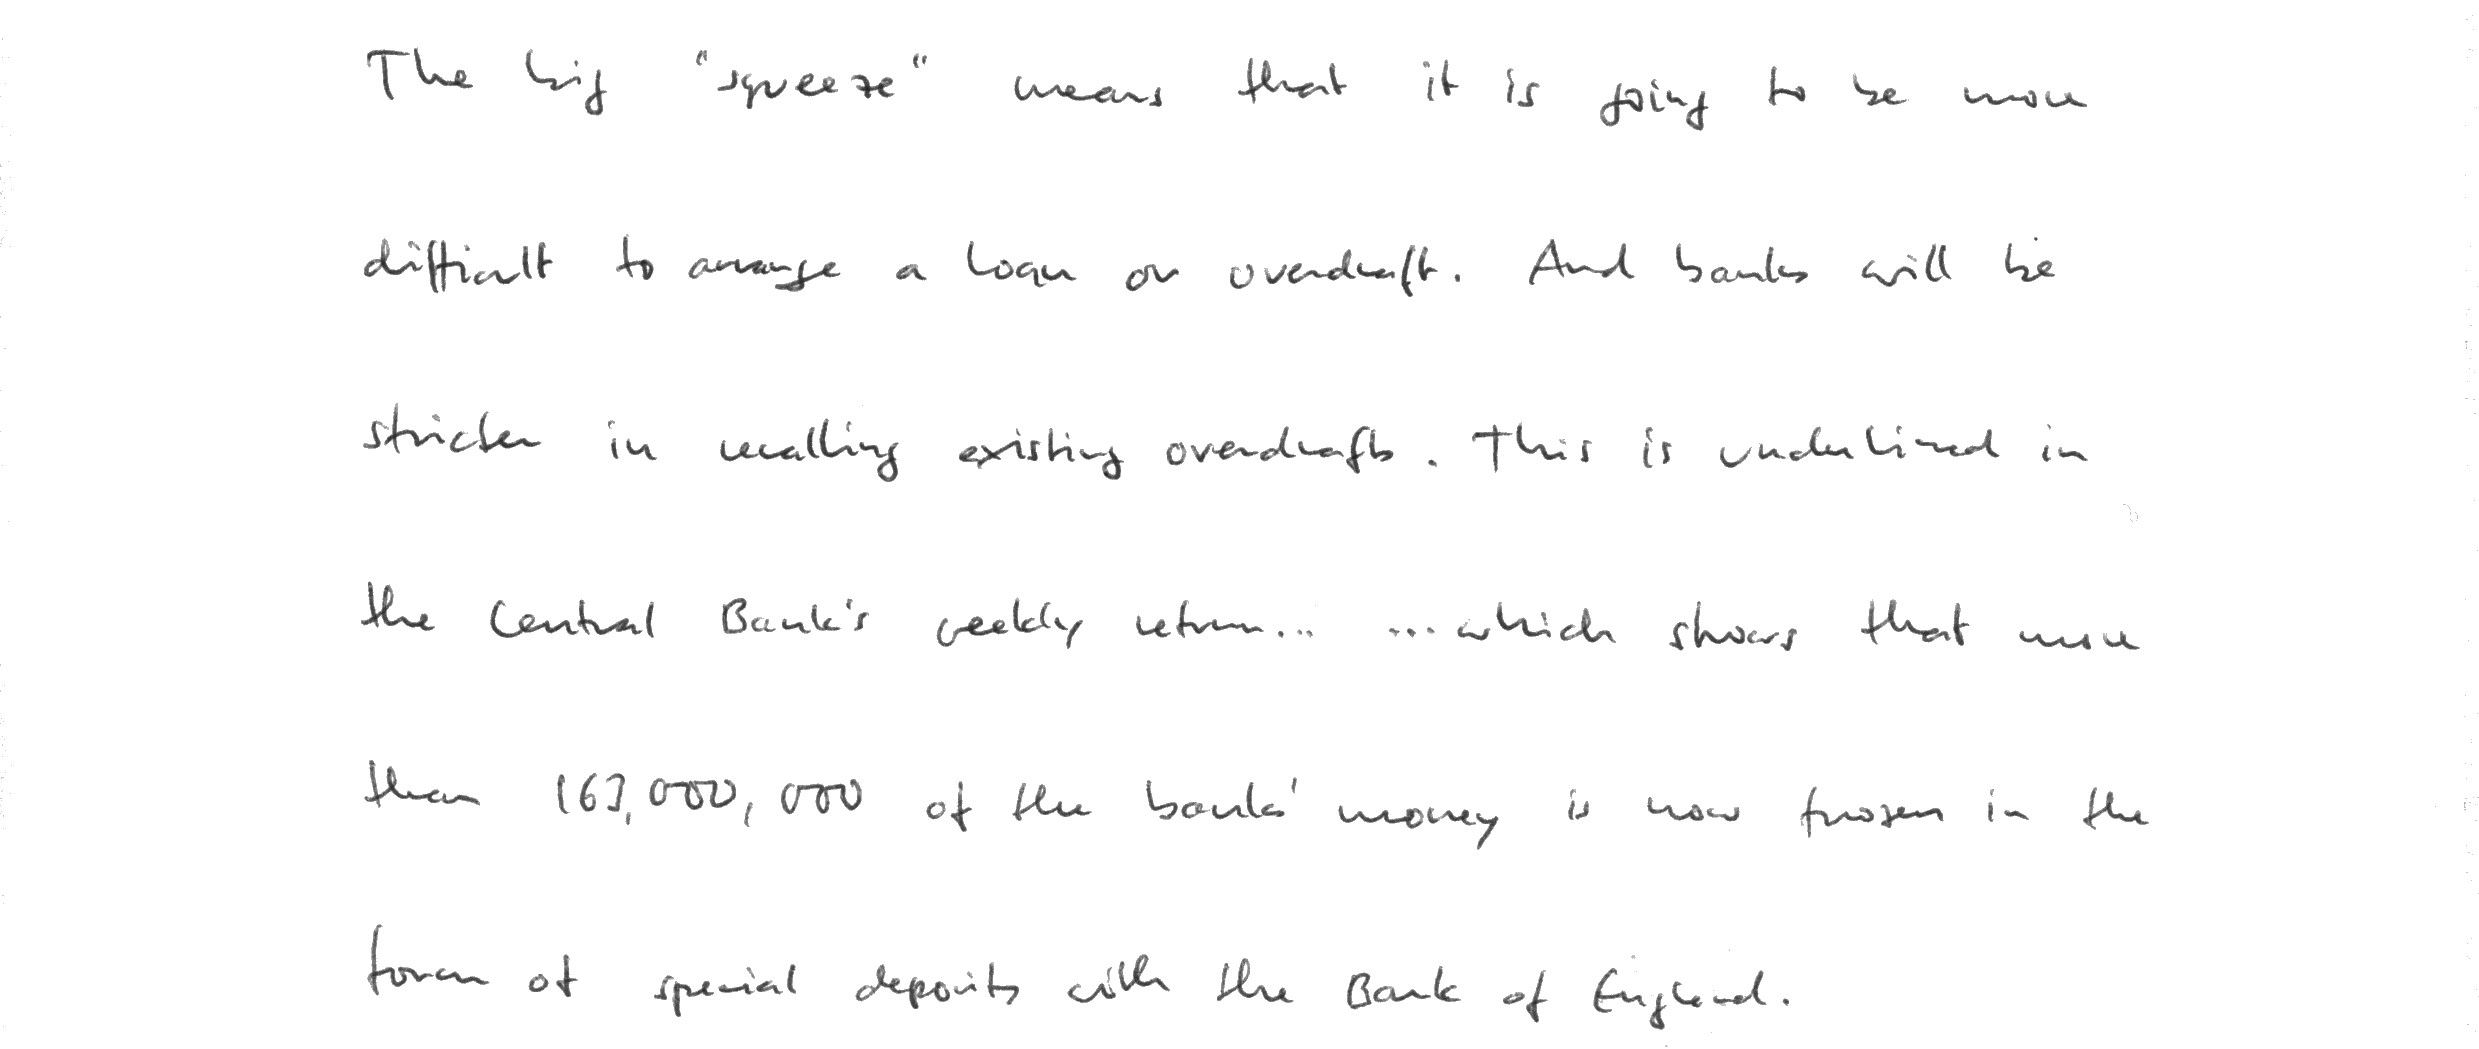 The big "squeeze" means that it is going to be more
difficult to arrange a loan or overdraft. And banks will be
stricter in recalling existing overdrafts. This is underlined in
the Central Bank's weekly return... ...which shows that more
than 163,000,000 of the banks' money is now frozen in the
form of special deposits with the Bank of England.